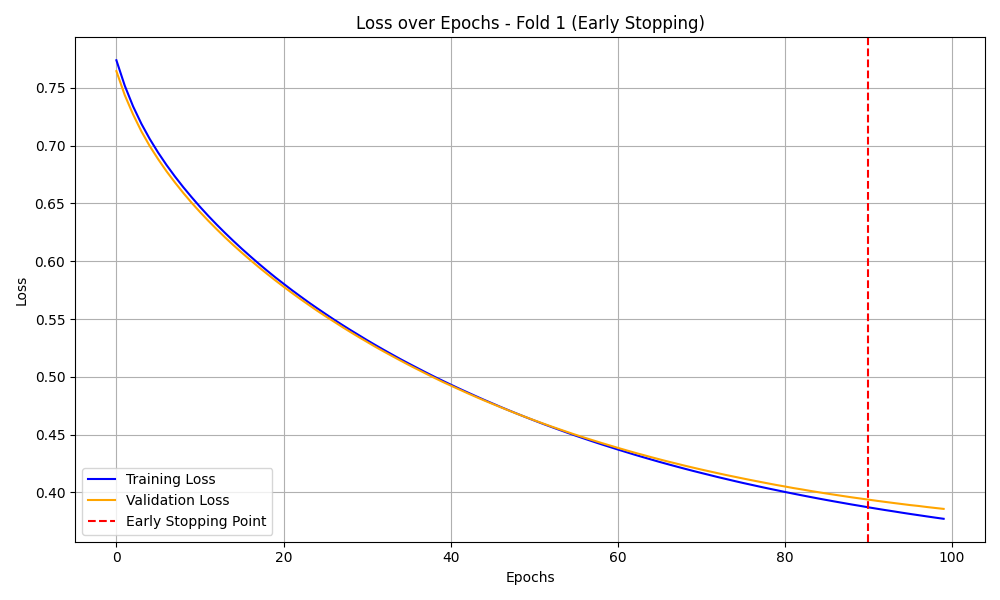 Loss over Epochs - Fold 1 (Early Stopping)
Loss
0.75
0.70
0.65
0.60
0.55
0.50
0.45
0.40
Training Loss
Validation Loss
Early Stopping Point
0 20 40 60 80 100
Epochs